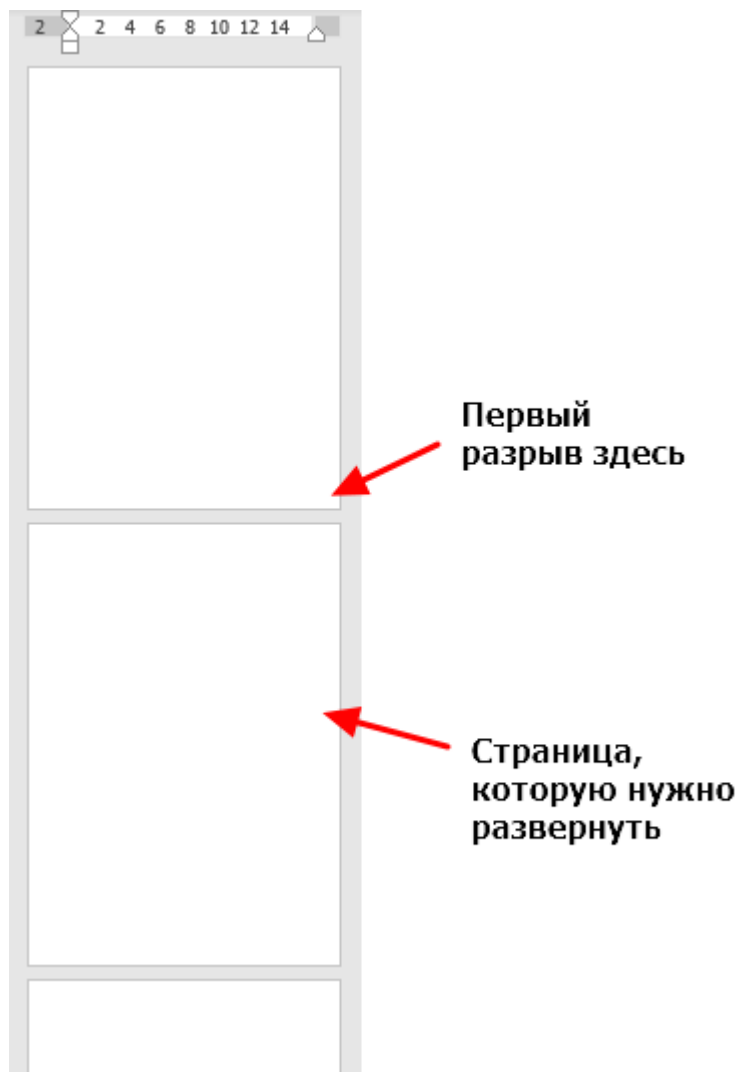 2 2 4 6 8 10 12 14
Первый
разрыв здесь
Страница,
которую нужно
развернуть